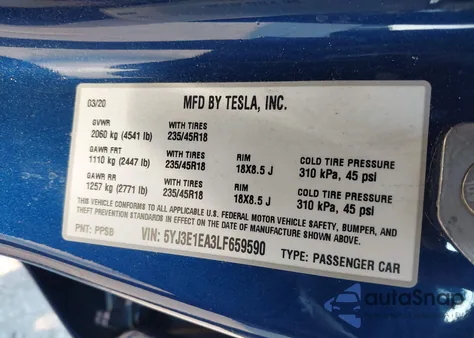 03/20 MFD BY TESLA, INC.
GVWR WITH TIRES
2060 kg (4541 lb) 235/45R18
GAWR FRT WITH TIRES RIM COLD TIRE PRESSURE
1110 kg (2447 lb) 235/45R18 18X8.5 J 310 kPa, 45 psi
GAWR RR WITH TIRES RIM COLD TIRE PRESSURE
1257 kg (2771 lb) 235/45R18 18X8.5 J 310 kPa, 45 psi
THIS VEHICLE CONFORMS TO ALL APPLICABLE U.S. FEDERAL MOTOR VEHICLE SAFETY, BUMPER, AND
THEFT PREVENTION STANDARDS IN EFFECT ON THE DATE OF MANUFACTURE SHOWN ABOVE.
PNT: PPSB VIN: 5YJ3E1EA3LF659590 TYPE: PASSENGER CAR
autoSnap